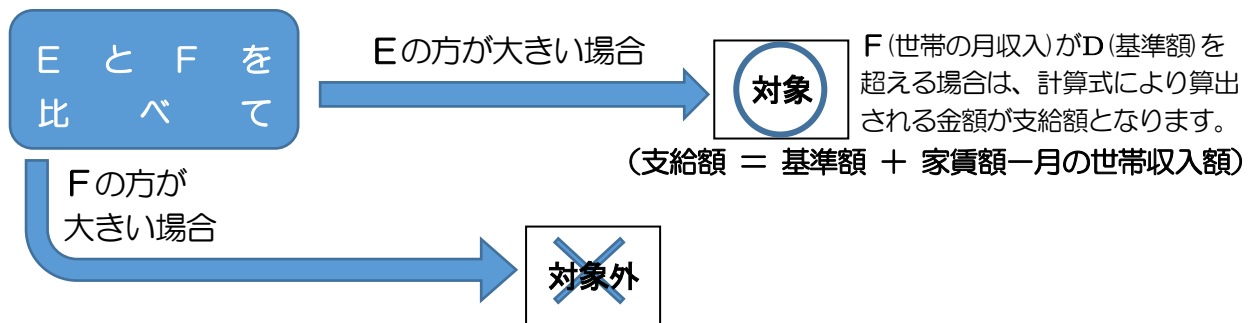 EとFを
比べて
Eの方が大きい場合
対象
F(世帯の月収入)がD(基準額)を
超える場合は、計算式により算出
される金額が支給額となります。
(支給額 = 基準額 + 家賃額ー月の世帯収入額)
Fの方が
大きい場合
対象外